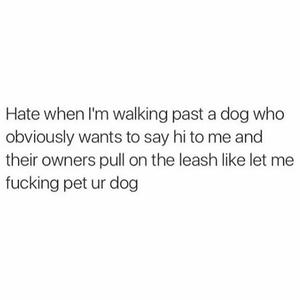 Hate when I'm walking past a dog who
obviously wants to say hi to me and
their owners pull on the leash like let me
fucking pet ur dog